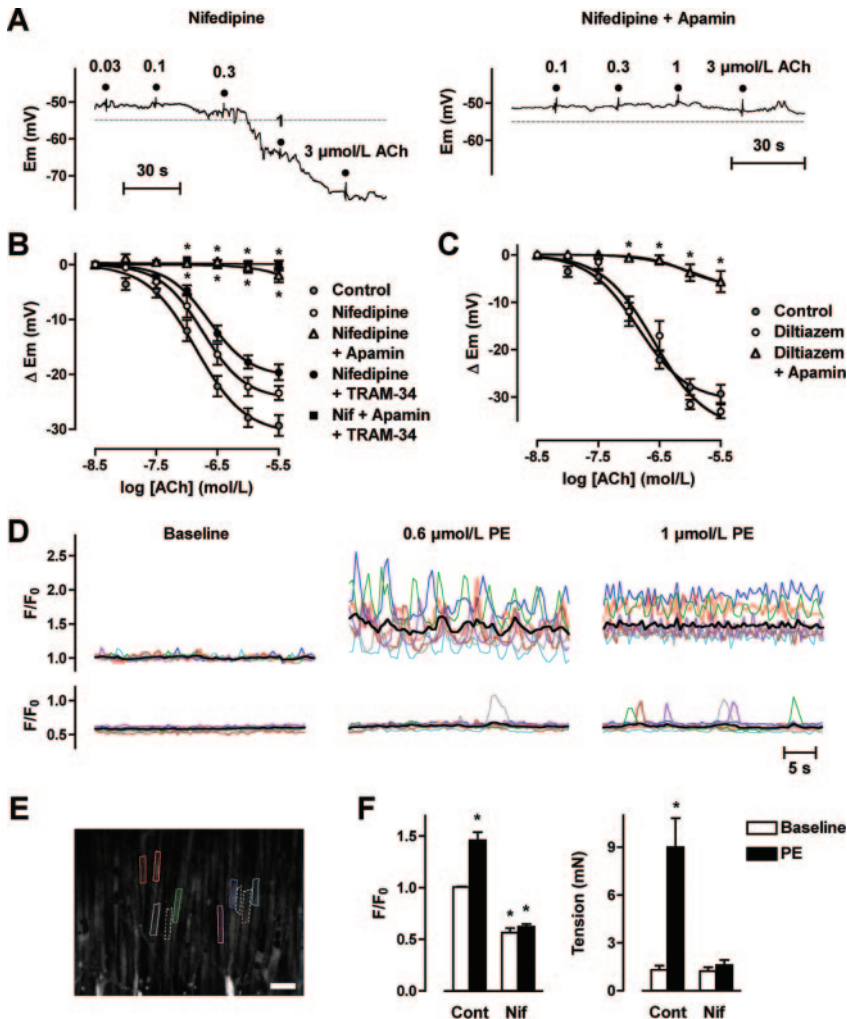 A
Nifedipine
Nifedipine + Apamin
0.03 0.1 0.3 1 3 µmol/L ACh
0.1 0.3 1 3 µmol/L ACh
Em (mV)
-50
-60
-70
30 s
Em (mV)
-50
-60
30 s
B
Δ Em (mV)
0
-10
-20
-30
* * * *
* * * *
-8.5 -7.5 -6.5 -5.5
log [ACh] (mol/L)
Control
Nifedipine
Nifedipine
+ Apamin
Nifedipine
+ TRAM-34
Nif + Apamin
+ TRAM-34
C
Δ Em (mV)
0
-10
-20
-30
* * * *
-8.5 -7.5 -6.5 -5.5
log [ACh] (mol/L)
Control
Diltiazem
Diltiazem
+ Apamin
D
Baseline
0.6 µmol/L PE
1 µmol/L PE
F/F0
2.5
2.0
1.5
1.0
F/F0
1.0
0.5
5 s
E
F
F/F0
1.5
1.0
0.5
0.0
*
* *
Cont Nif
Tension (mN)
9
6
3
0
*
Cont Nif
Baseline
PE